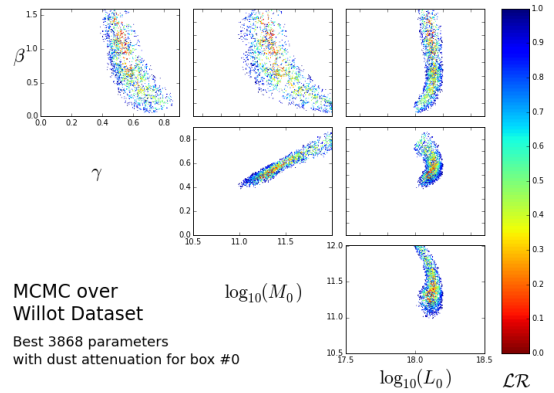 1.5
1.0
0.5
0.0
β
0.0 0.2 0.4 0.6 0.8
γ
0.8
0.6
0.4
0.2
0.0
10.5 11.0 11.5
log₁₀(M₀)
12.0
11.5
11.0
10.5
17.5 18.0 18.5
log₁₀(L₀)
1.0
0.9
0.8
0.7
0.6
0.5
0.4
0.3
0.2
0.1
0.0
ℒℛ
MCMC over
Willot Dataset
Best 3868 parameters
with dust attenuation for box #0